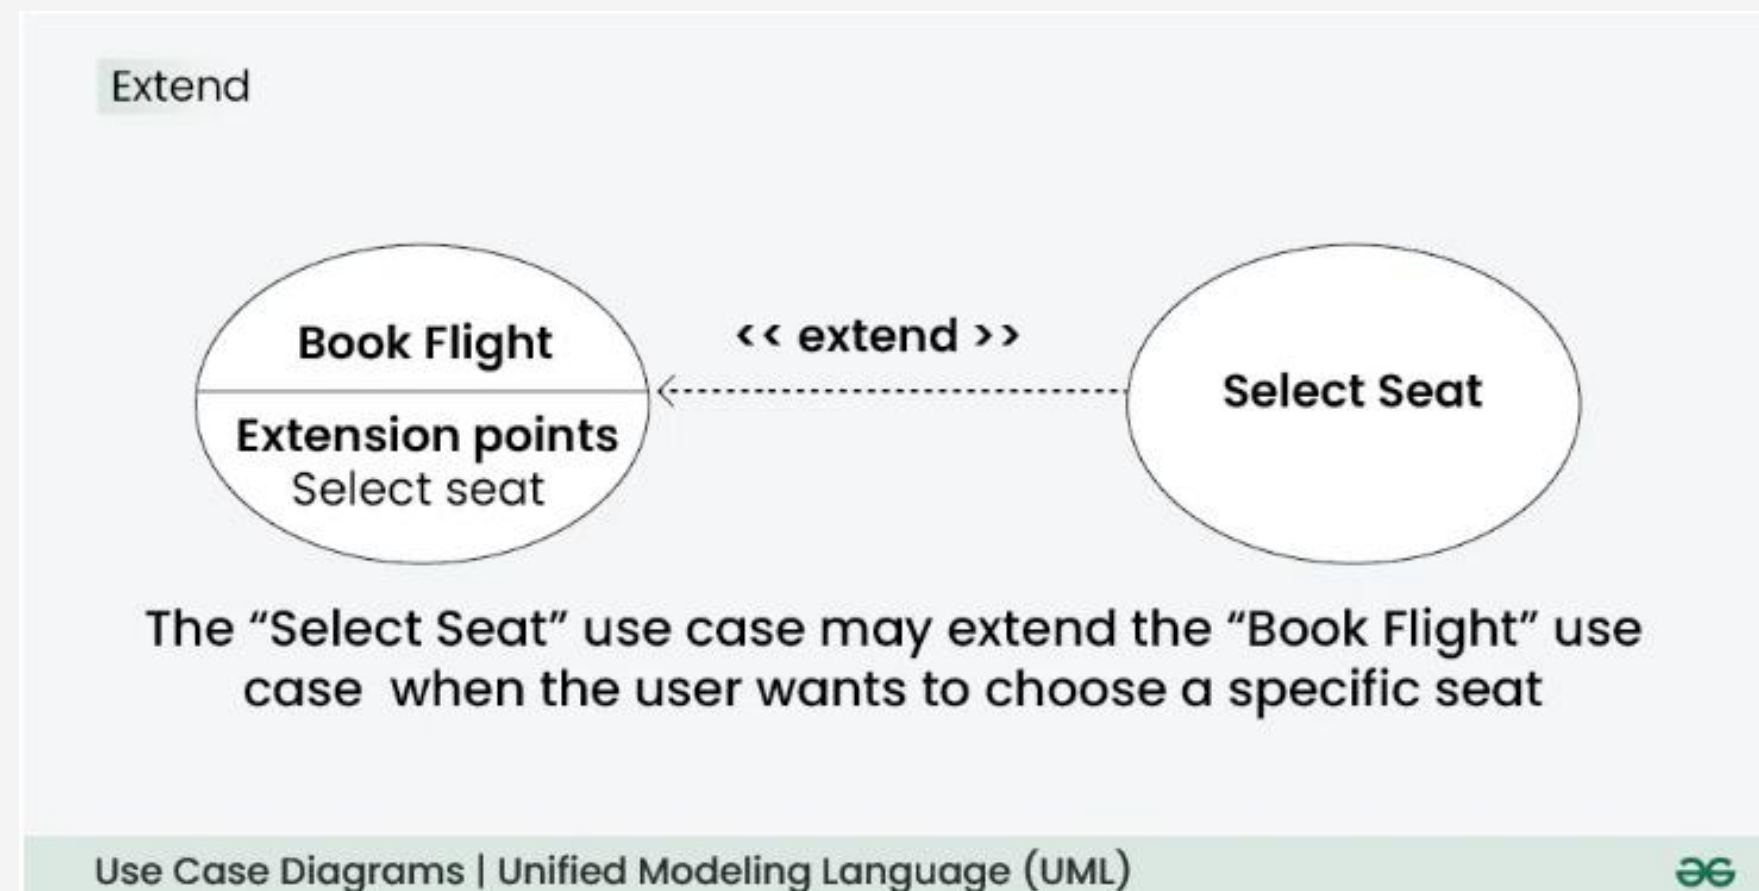 Extend
Book Flight
Extension points
Select seat
<< extend >>
Select Seat
The “Select Seat” use case may extend the “Book Flight” use
case when the user wants to choose a specific seat
Use Case Diagrams | Unified Modeling Language (UML)